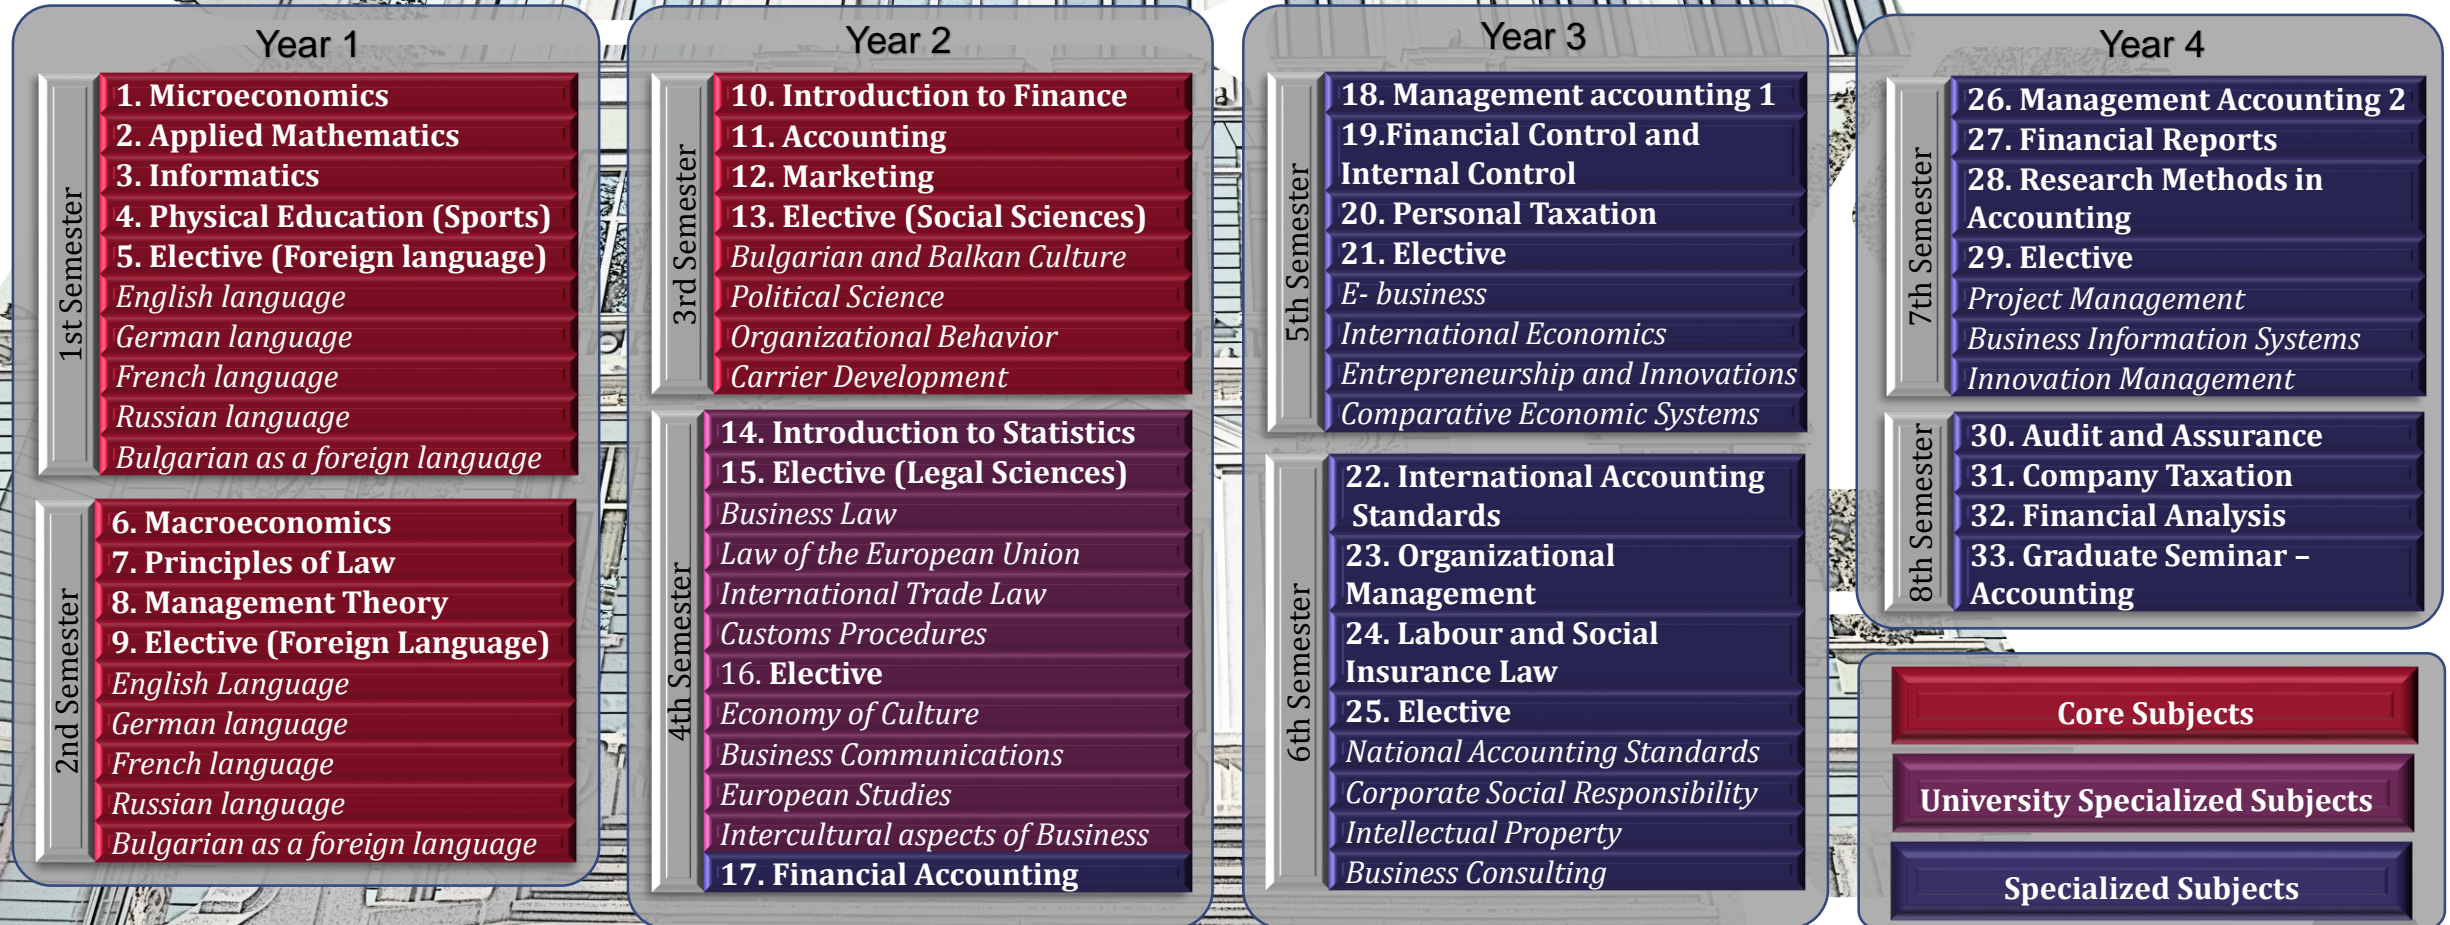 Year 1
1st Semester
1. Microeconomics
2. Applied Mathematics
3. Informatics
4. Physical Education (Sports)
5. Elective (Foreign language)
English language
German language
French language
Russian language
Bulgarian as a foreign language
2nd Semester
6. Macroeconomics
7. Principles of Law
8. Management Theory
9. Elective (Foreign Language)
English Language
German language
French language
Russian language
Bulgarian as a foreign language
Year 2
3rd Semester
10. Introduction to Finance
11. Accounting
12. Marketing
13. Elective (Social Sciences)
Bulgarian and Balkan Culture
Political Science
Organizational Behavior
Carrier Development
4th Semester
14. Introduction to Statistics
15. Elective (Legal Sciences)
Business Law
Law of the European Union
International Trade Law
Customs Procedures
16. Elective
Economy of Culture
Business Communications
European Studies
Intercultural aspects of Business
17. Financial Accounting
Year 3
5th Semester
18. Management accounting 1
19.Financial Control and
Internal Control
20. Personal Taxation
21. Elective
E- business
International Economics
Entrepreneurship and Innovations
Comparative Economic Systems
6th Semester
22. International Accounting
Standards
23. Organizational
Management
24. Labour and Social
Insurance Law
25. Elective
National Accounting Standards
Corporate Social Responsibility
Intellectual Property
Business Consulting
Year 4
7th Semester
26. Management Accounting 2
27. Financial Reports
28. Research Methods in
Accounting
29. Elective
Project Management
Business Information Systems
Innovation Management
8th Semester
30. Audit and Assurance
31. Company Taxation
32. Financial Analysis
33. Graduate Seminar –
Accounting
Core Subjects
University Specialized Subjects
Specialized Subjects